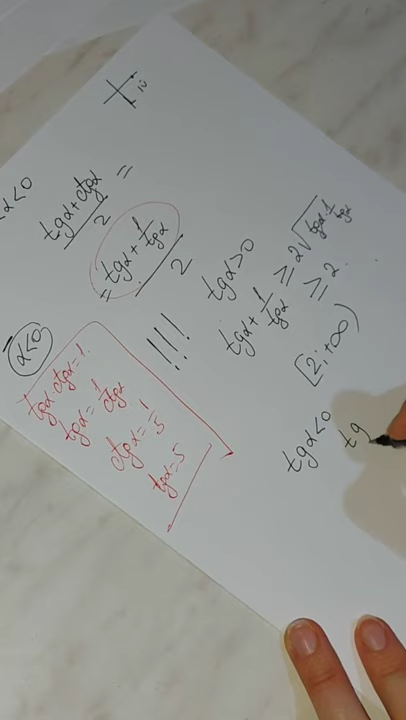 α<0
(tgα+ctgα)/2 =
= (tgα + 1/tgα)/2
α<0
!!!
tgα·ctgα=1.
tgα = 1/ctgα
ctgα = 1/5
tgα=5
tgα>0
tgα + 1/tgα ≥ 2√(tgα·1/tgα)
≥ 2.
[2;+∞)
tgα<0
tg